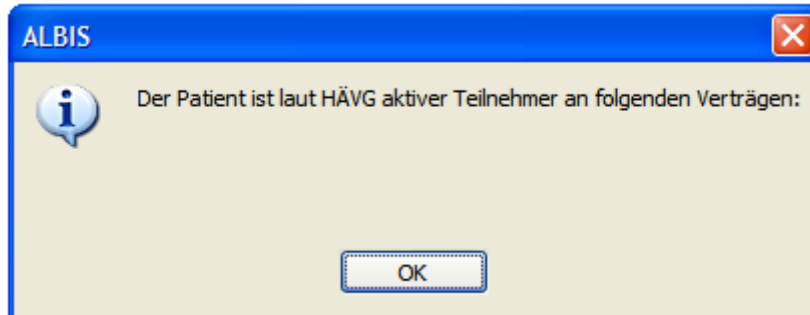 ALBIS
Der Patient ist laut HÄVG aktiver Teilnehmer an folgenden Verträgen:
OK